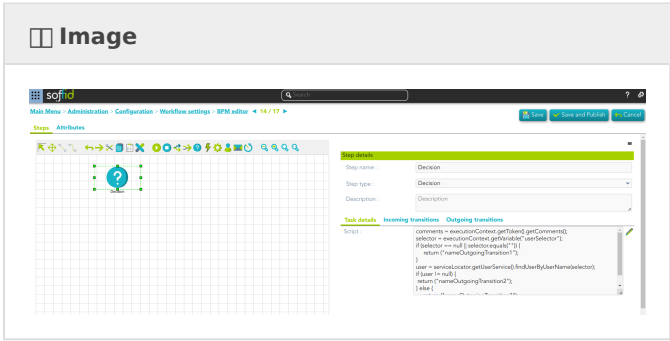 Image
soffid
Search
?
Main Menu > Administration > Configuration > Workflow settings > BPM editor ◄ 14 / 17 ►
Save
Save and Publish
Cancel
Steps Attributes
Step details
Step name : Decision
Step type : Decision
Description : Description
Decision
Task details Incoming transitions Outgoing transitions
Script :
comments = executionContext.getToken().getComments();
selector = executionContext.getVariable("userSelector");
if (selector == null || selector.equals("")) {
return ("nameOutgoingTransition1");
}
user = serviceLocator.getUserService().findUserByUserName(selector);
if (user != null) {
return ("nameOutgoingTransition2");
} else {